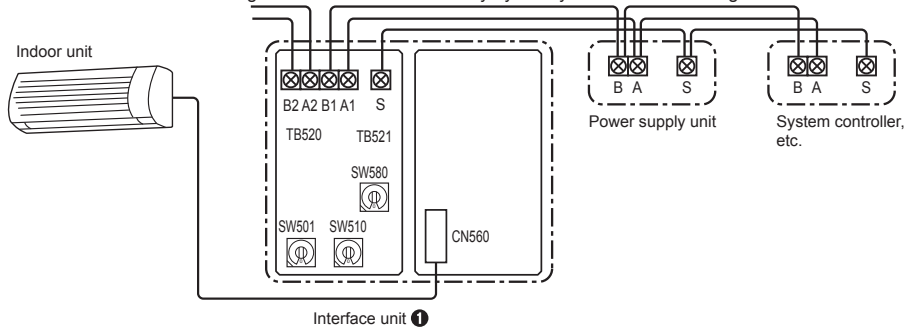 Indoor unit
B2 A2 B1 A1 S
TB520 TB521
SW580
SW501 SW510
CN560
B A S
Power supply unit
B A S
System controller,
etc.
Interface unit ❶